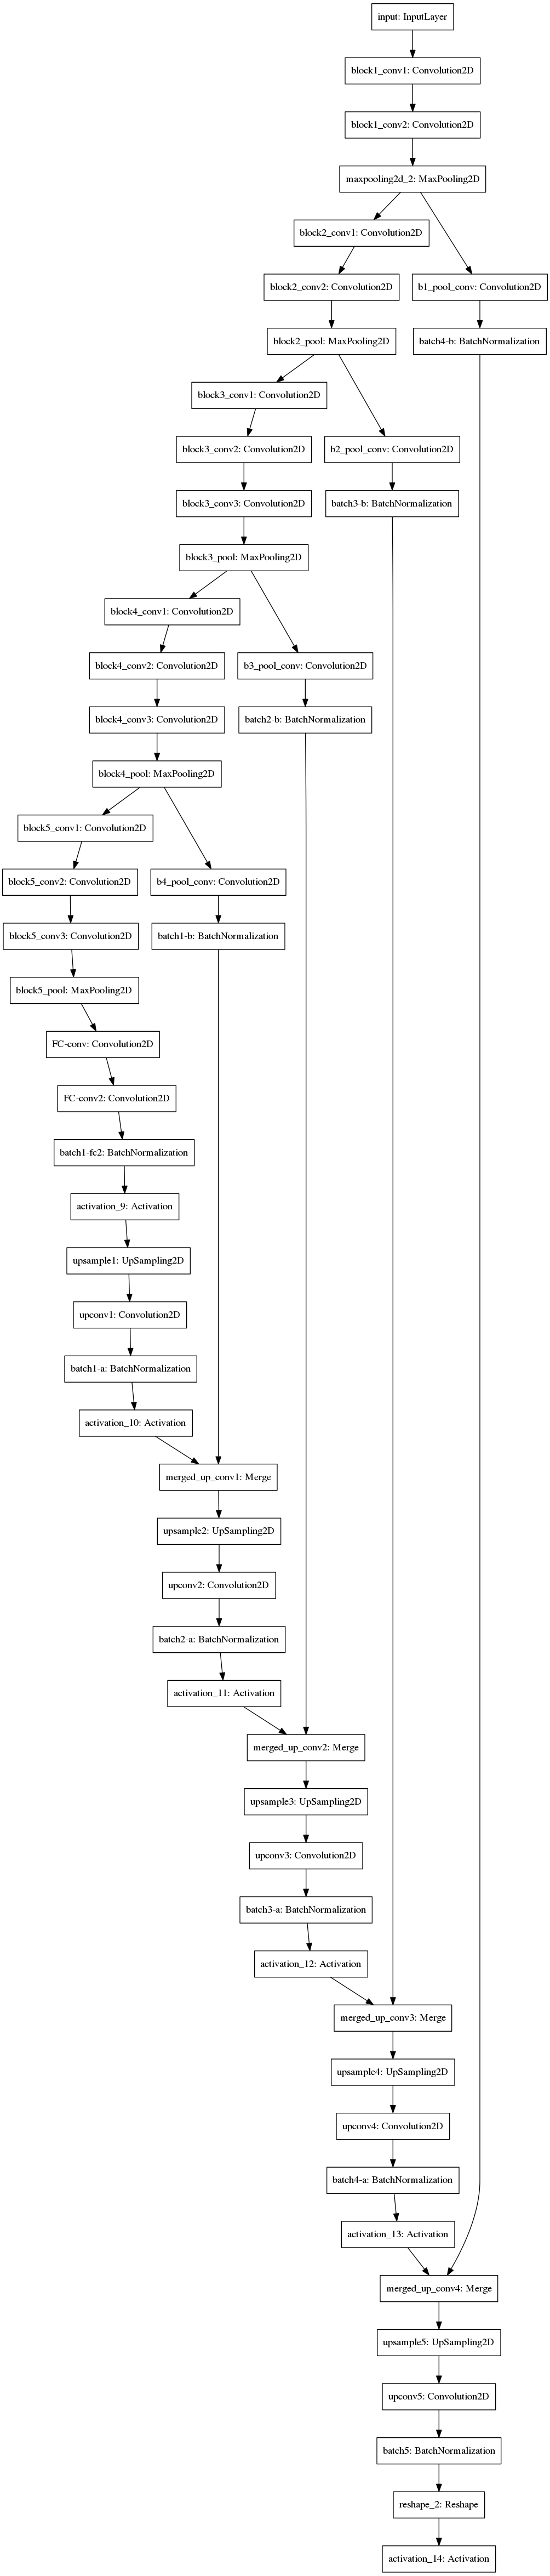 input: InputLayer
block1_conv1: Convolution2D
block1_conv2: Convolution2D
maxpooling2d_2: MaxPooling2D
block2_conv1: Convolution2D
block2_conv2: Convolution2D
b1_pool_conv: Convolution2D
block2_pool: MaxPooling2D
batch4-b: BatchNormalization
block3_conv1: Convolution2D
block3_conv2: Convolution2D
b2_pool_conv: Convolution2D
block3_conv3: Convolution2D
batch3-b: BatchNormalization
block3_pool: MaxPooling2D
block4_conv1: Convolution2D
block4_conv2: Convolution2D
b3_pool_conv: Convolution2D
block4_conv3: Convolution2D
batch2-b: BatchNormalization
block4_pool: MaxPooling2D
block5_conv1: Convolution2D
block5_conv2: Convolution2D
b4_pool_conv: Convolution2D
block5_conv3: Convolution2D
batch1-b: BatchNormalization
block5_pool: MaxPooling2D
FC-conv: Convolution2D
FC-conv2: Convolution2D
batch1-fc2: BatchNormalization
activation_9: Activation
upsample1: UpSampling2D
upconv1: Convolution2D
batch1-a: BatchNormalization
activation_10: Activation
merged_up_conv1: Merge
upsample2: UpSampling2D
upconv2: Convolution2D
batch2-a: BatchNormalization
activation_11: Activation
merged_up_conv2: Merge
upsample3: UpSampling2D
upconv3: Convolution2D
batch3-a: BatchNormalization
activation_12: Activation
merged_up_conv3: Merge
upsample4: UpSampling2D
upconv4: Convolution2D
batch4-a: BatchNormalization
activation_13: Activation
merged_up_conv4: Merge
upsample5: UpSampling2D
upconv5: Convolution2D
batch5: BatchNormalization
reshape_2: Reshape
activation_14: Activation